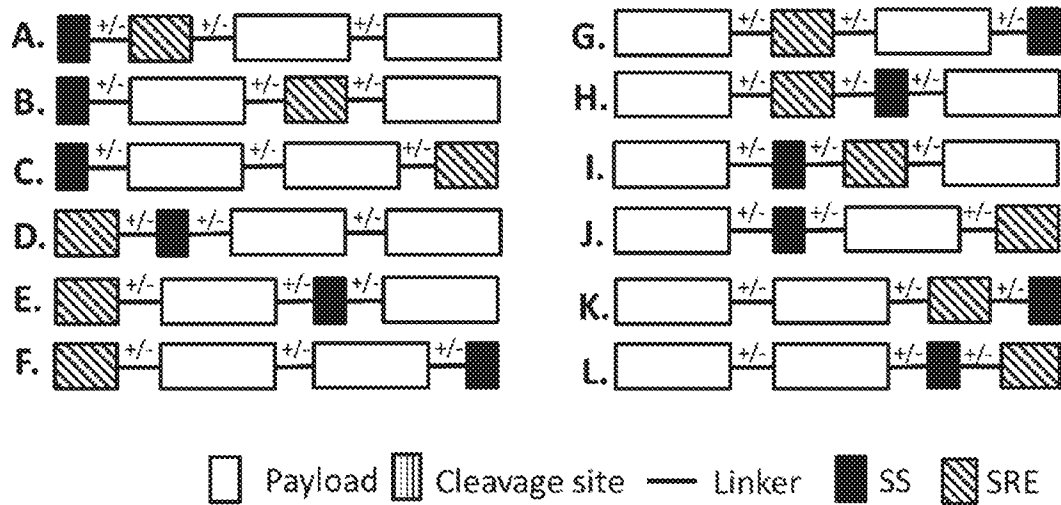 A. +/- +/- +/-
B. +/- +/- +/-
C. +/- +/- +/-
D. +/- +/- +/-
E. +/- +/- +/-
F. +/- +/- +/-
G. +/- +/- +/-
H. +/- +/- +/-
I. +/- +/- +/-
J. +/- +/- +/-
K. +/- +/- +/-
L. +/- +/- +/-
Payload Cleavage site Linker SS SRE